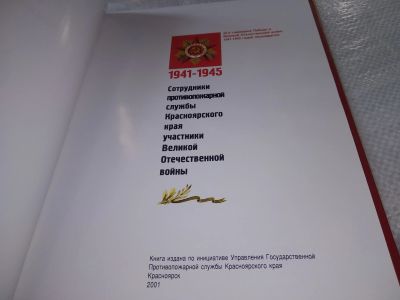 1941-1945
Сотрудники
противопожарной
службы
Красноярского
края
участники
Великой
Отечественной
войны
Книга издана по инициативе Управления Государственной
Противопожарной службы Красноярского края
Красноярск
2001